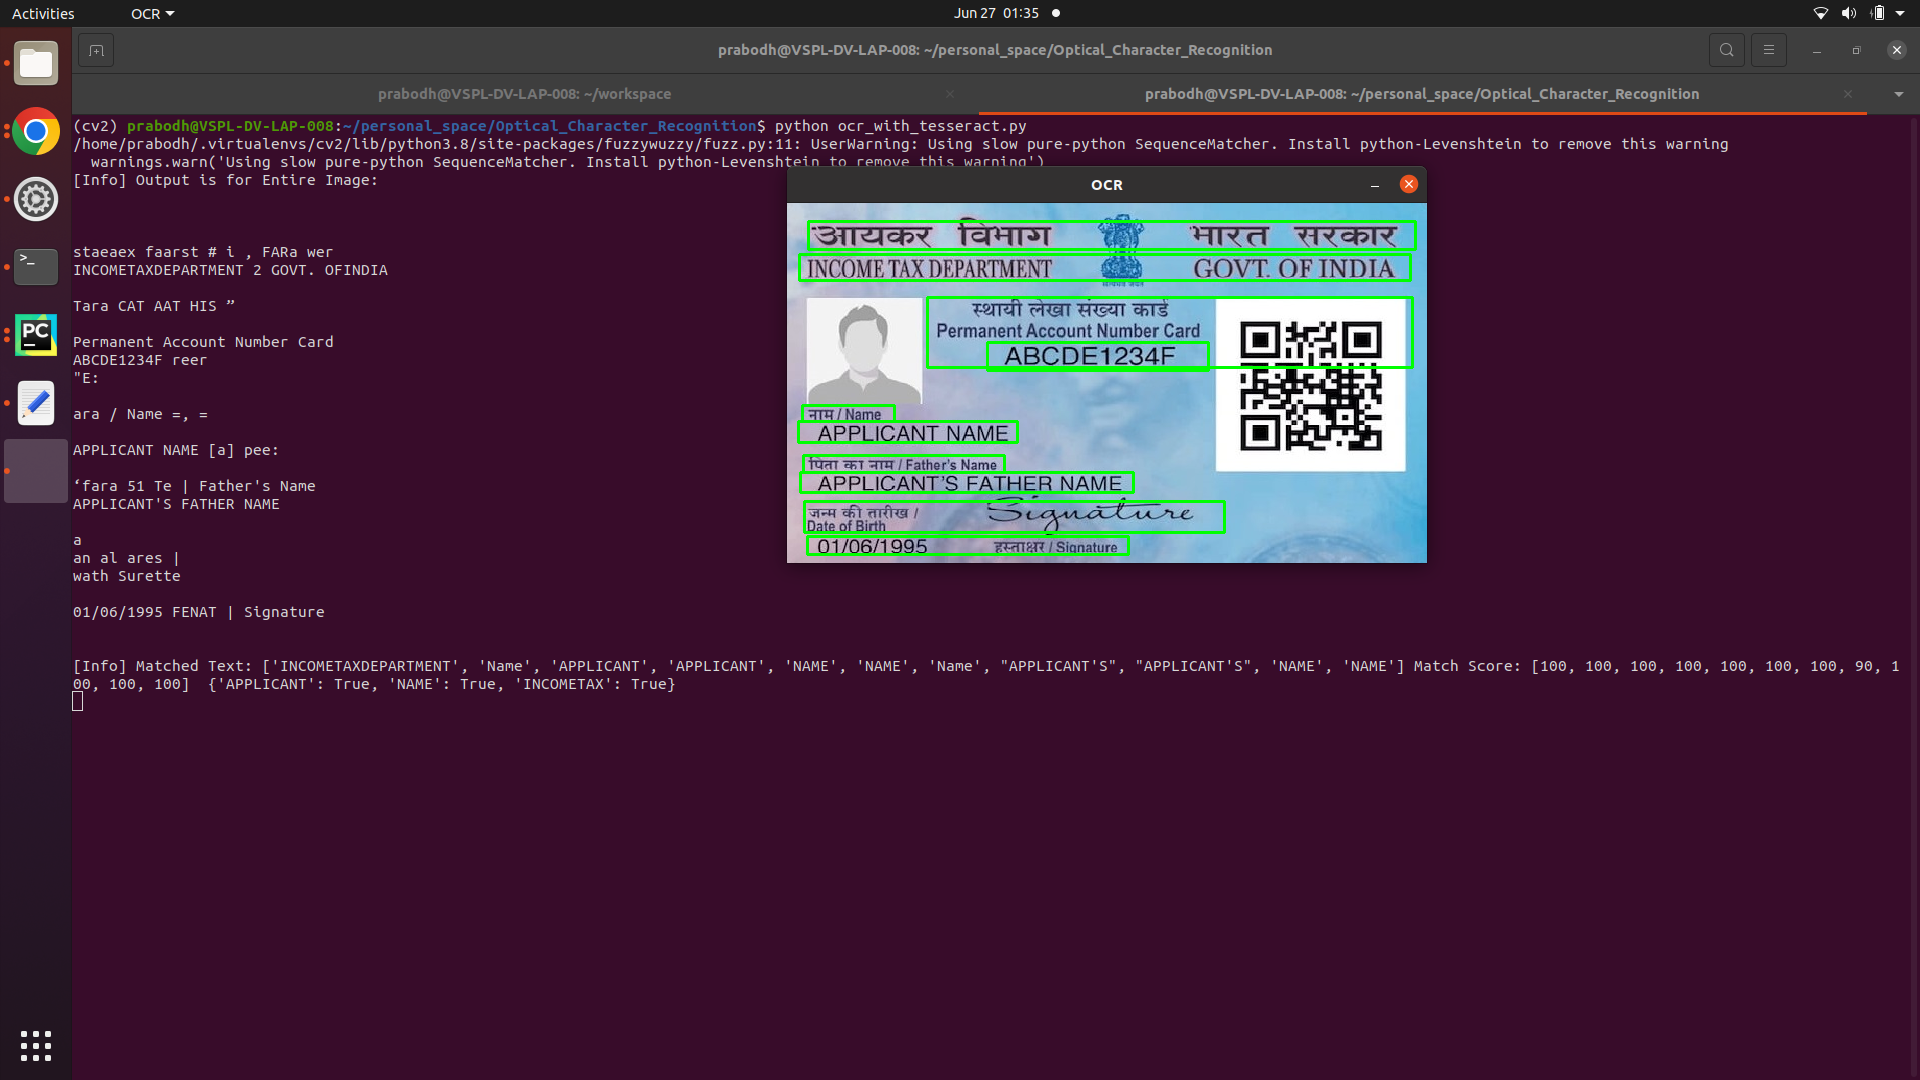 Activities
OCR
Jun 27 01:35
prabodh@VSPL-DV-LAP-008: ~/personal_space/Optical_Character_Recognition
prabodh@VSPL-DV-LAP-008: ~/workspace
prabodh@VSPL-DV-LAP-008: ~/personal_space/Optical_Character_Recognition
(cv2) prabodh@VSPL-DV-LAP-008:~/personal_space/Optical_Character_Recognition$ python ocr_with_tesseract.py
/home/prabodh/.virtualenvs/cv2/lib/python3.8/site-packages/fuzzywuzzy/fuzz.py:11: UserWarning: Using slow pure-python SequenceMatcher. Install python-Levenshtein to remove this warning
warnings.warn('Using slow pure-python SequenceMatcher. Install python-Levenshtein to remove this warning')
[Info] Output is for Entire Image:
staeaex faarst # i , FARa wer
INCOMETAXDEPARTMENT 2 GOVT. OFINDIA
Tara CAT AAT HIS ”
Permanent Account Number Card
ABCDE1234F reer
"E:
ara / Name =, =
APPLICANT NAME [a] pee:
‘fara 51 Te | Father's Name
APPLICANT'S FATHER NAME
a
an al ares |
wath Surette
01/06/1995 FENAT | Signature
[Info] Matched Text: ['INCOMETAXDEPARTMENT', 'Name', 'APPLICANT', 'APPLICANT', 'NAME', 'NAME', 'Name', "APPLICANT'S", "APPLICANT'S", 'NAME', 'NAME'] Match Score: [100, 100, 100, 100, 100, 100, 100, 90, 1
00, 100, 100]  {'APPLICANT': True, 'NAME': True, 'INCOMETAX': True}
OCR
आयकर विभाग भारत सरकार
INCOME TAX DEPARTMENT GOVT. OF INDIA
सत्यमेव जयते
स्थायी लेखा संख्या कार्ड
Permanent Account Number Card
ABCDE1234F
नाम / Name
APPLICANT NAME
पिता का नाम / Father's Name
APPLICANT'S FATHER NAME
जन्म की तारीख / Signature
Date of Birth
01/06/1995 हस्ताक्षर / Signature
PC